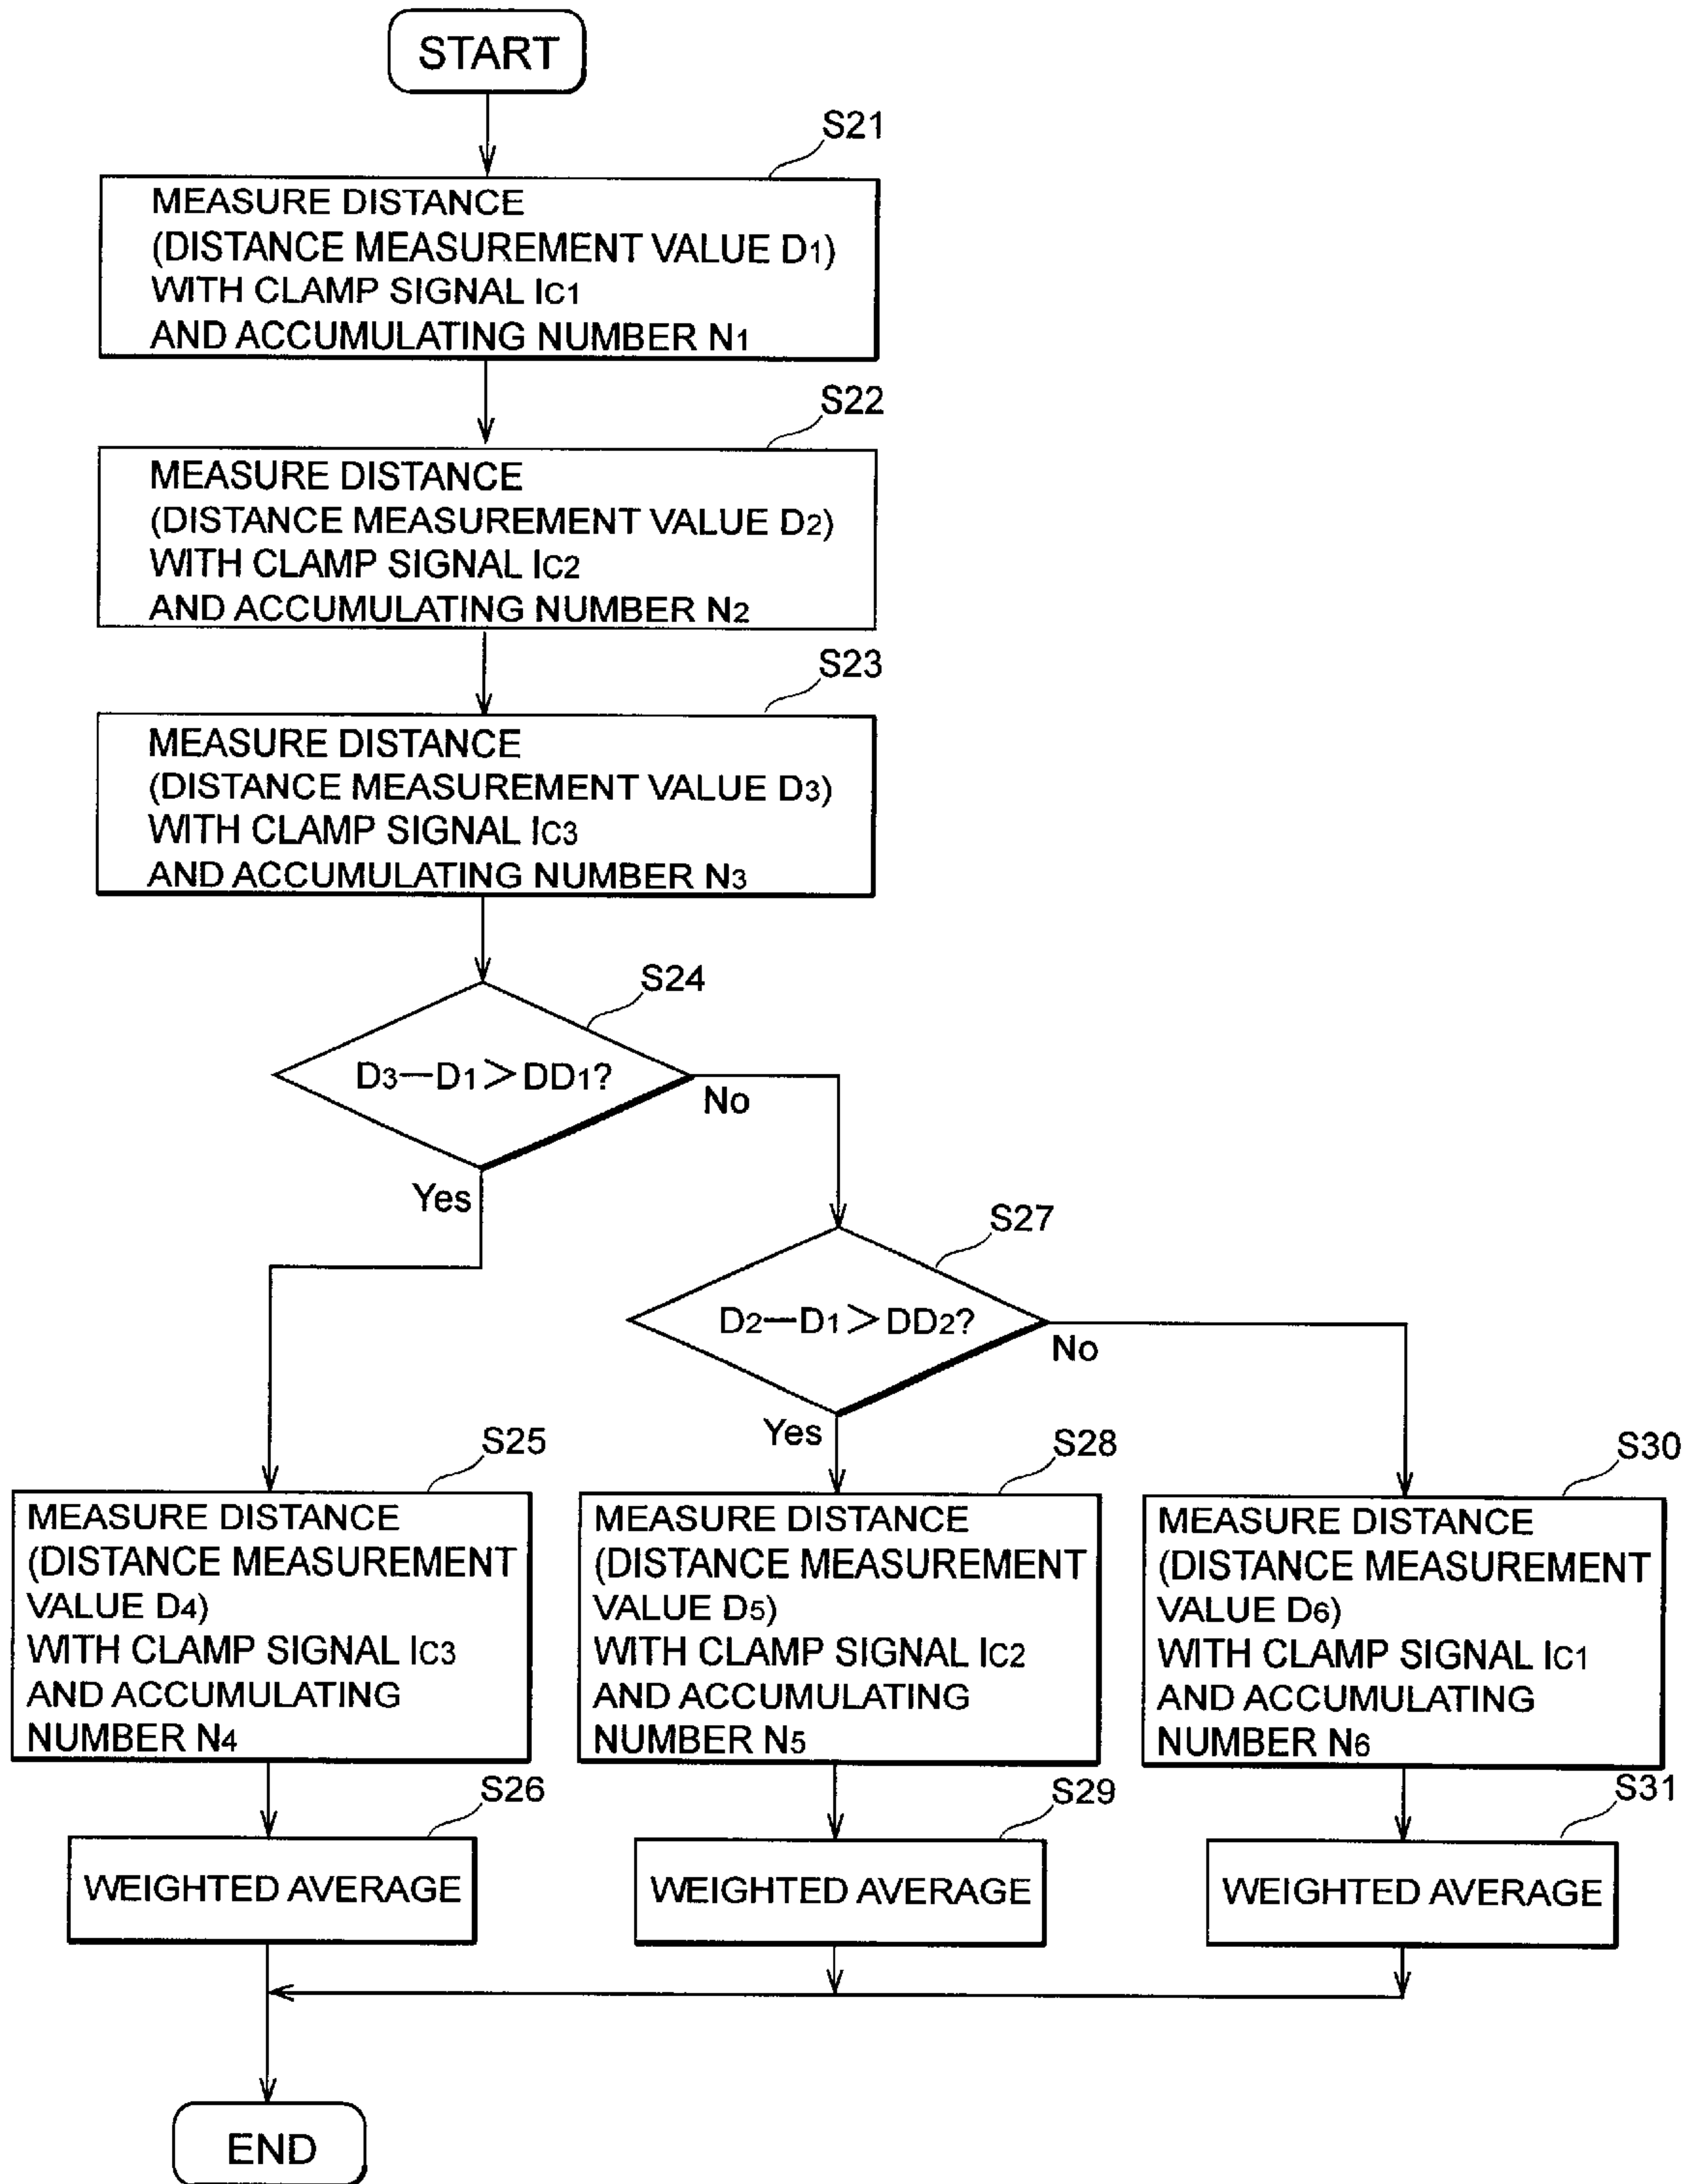 START
S21
MEASURE DISTANCE
(DISTANCE MEASUREMENT VALUE D1)
WITH CLAMP SIGNAL IC1
AND ACCUMULATING NUMBER N1
S22
MEASURE DISTANCE
(DISTANCE MEASUREMENT VALUE D2)
WITH CLAMP SIGNAL IC2
AND ACCUMULATING NUMBER N2
S23
MEASURE DISTANCE
(DISTANCE MEASUREMENT VALUE D3)
WITH CLAMP SIGNAL IC3
AND ACCUMULATING NUMBER N3
S24
D3—D1>DD1?
No
Yes
S27
D2—D1>DD2?
No
Yes
S25
MEASURE DISTANCE
(DISTANCE MEASUREMENT
VALUE D4)
WITH CLAMP SIGNAL IC3
AND ACCUMULATING
NUMBER N4
S26
WEIGHTED AVERAGE
S28
MEASURE DISTANCE
(DISTANCE MEASUREMENT
VALUE D5)
WITH CLAMP SIGNAL IC2
AND ACCUMULATING
NUMBER N5
S29
WEIGHTED AVERAGE
S30
MEASURE DISTANCE
(DISTANCE MEASUREMENT
VALUE D6)
WITH CLAMP SIGNAL IC1
AND ACCUMULATING
NUMBER N6
S31
WEIGHTED AVERAGE
END